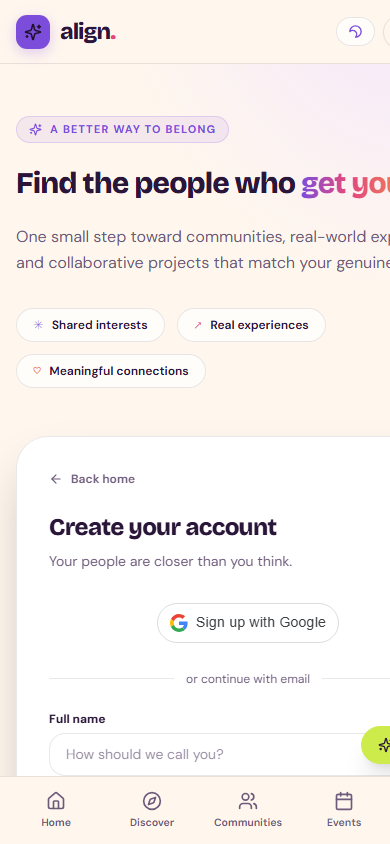 align.
A BETTER WAY TO BELONG
Find the people who get you
One small step toward communities, real-world
and collaborative projects that match your genuine
Shared interests
Real experiences
Meaningful connections
Back home
Create your account
Your people are closer than you think.
Sign up with Google
or continue with email
Full name
How should we call you?
Home
Discover
Communities
Events